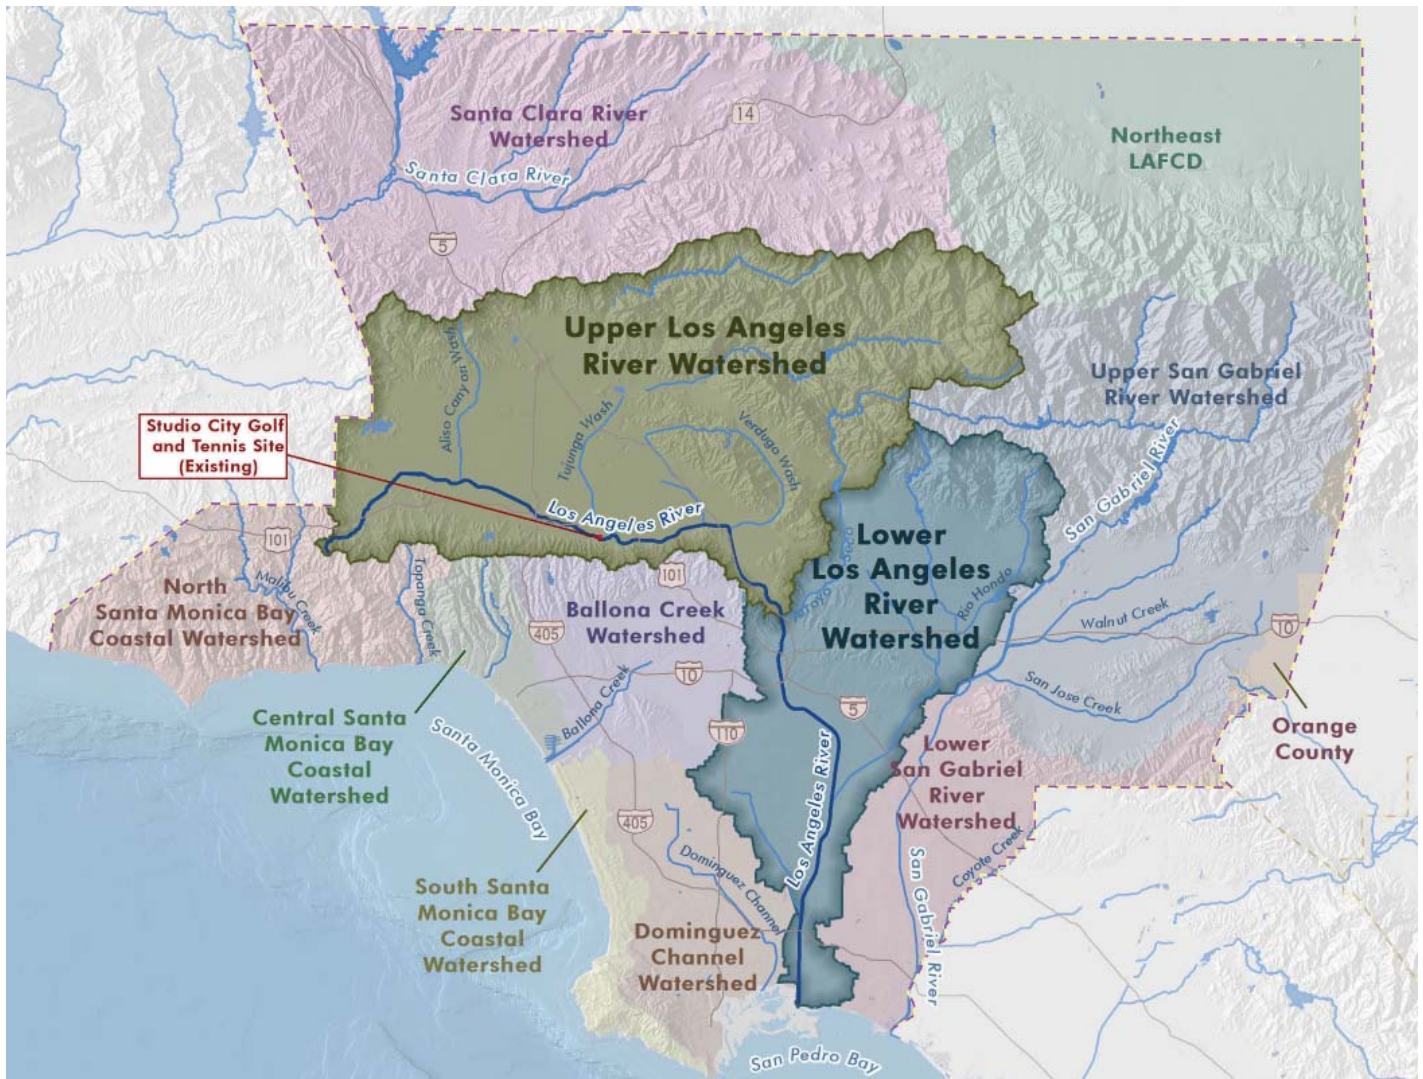 Santa Clara River
Watershed
14
Northeast
LAFCD
Santa Clara River
5
Upper Los Angeles
River Watershed
Aliso Canyon Wash
Upper San Gabriel
River Watershed
Studio City Golf
and Tennis Site
(Existing)
Tujunga Wash
Verdugo Wash
San Gabriel River
Los Angeles River
101
Lower
Los Angeles
River
Watershed
Arroyo Seco
Rio Hondo
North
Santa Monica Bay
Coastal Watershed
Malibu Creek
Topanga Creek
101
Ballona Creek
Watershed
405
Walnut Creek
10
10
San Jose Creek
Ballona Creek
5
110
Central Santa
Monica Bay
Coastal
Watershed
Santa Monica Bay
Orange
County
Lower
San Gabriel
River
Watershed
Los Angeles River
405
Coyote Creek
Dominguez Channel
San Gabriel River
South Santa
Monica Bay
Coastal
Watershed
Dominguez
Channel
Watershed
San Pedro Bay